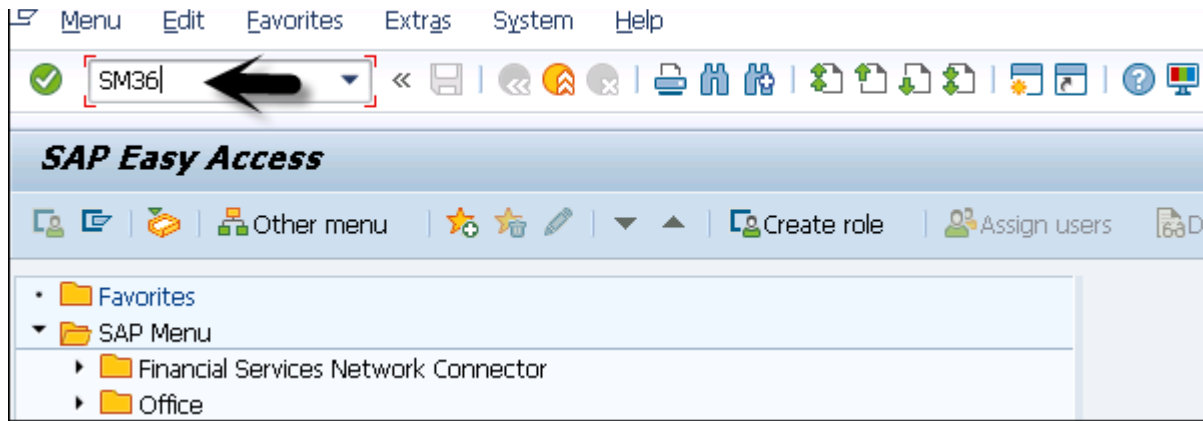 Menu Edit Favorites Extras System Help
SM36
SAP Easy Access
Other menu Create role Assign users D
Favorites
SAP Menu
Financial Services Network Connector
Office